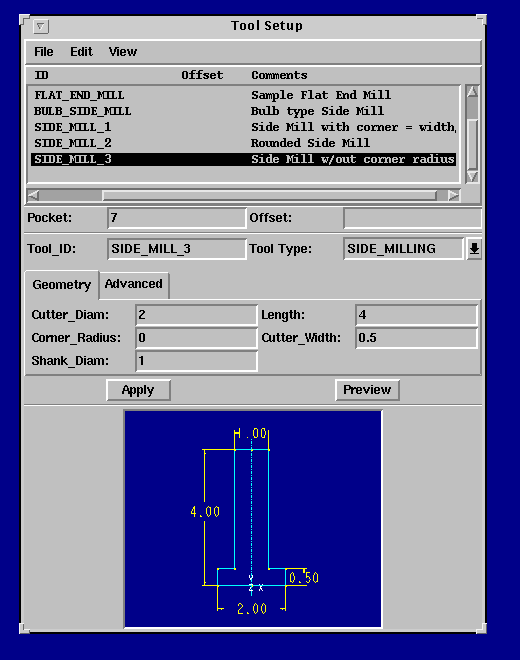 Tool Setup
File Edit View
ID Offset Comments
FLAT_END_MILL Sample Flat End Mill
BULB_SIDE_MILL Bulb type Side Mill
SIDE_MILL_1 Side Mill with corner = width,
SIDE_MILL_2 Rounded Side Mill
SIDE_MILL_3 Side Mill w/out corner radius
Pocket: 7 Offset:
Tool_ID: SIDE_MILL_3 Tool Type: SIDE_MILLING
Geometry Advanced
Cutter_Diam: 2 Length: 4
Corner_Radius: 0 Cutter_Width: 0.5
Shank_Diam: 1
Apply Preview
.00
4.00
0.50
Z X
2.00